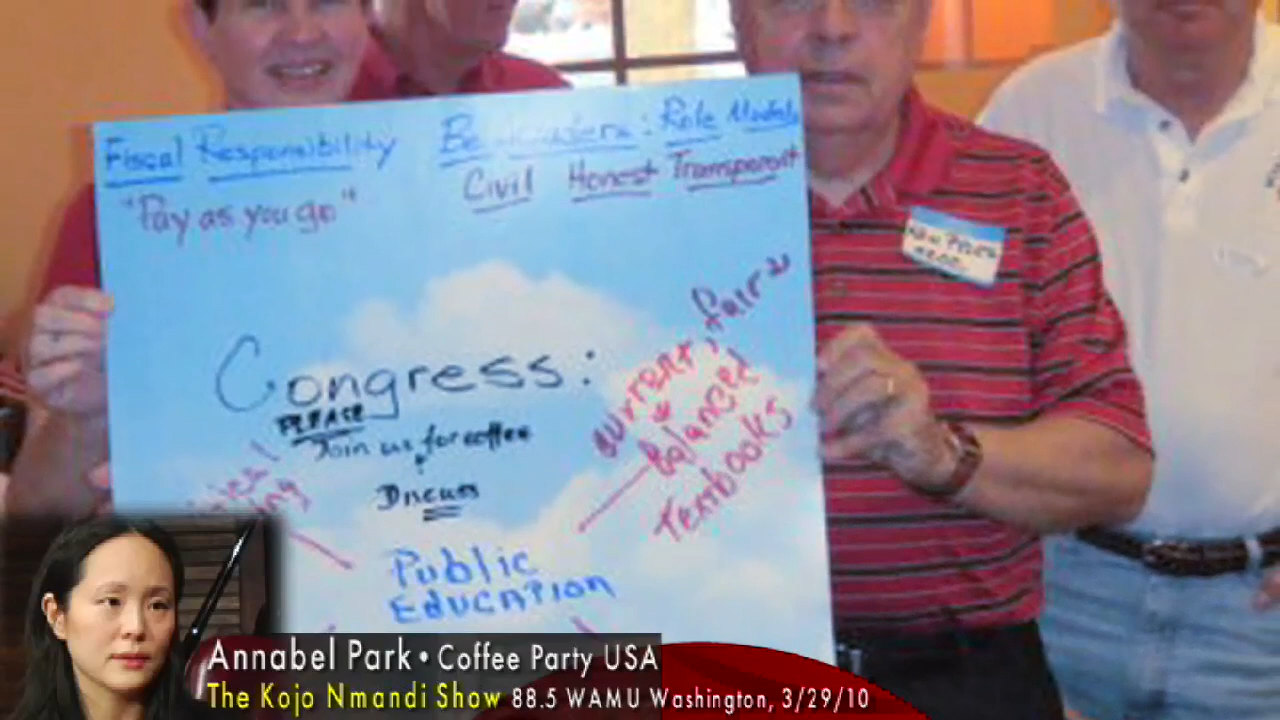 Fiscal Responsibility
"Pay as you go"
Role Models
Civil Honest Transparent
Congress:
PLEASE
Join us for coffee
Discuss
current, fair
balanced
Textbooks
Public
EDUCATION
Annabel Park • Coffee Party USA
The Kojo Nmandi Show 88.5 WAMU Washington, 3/29/10